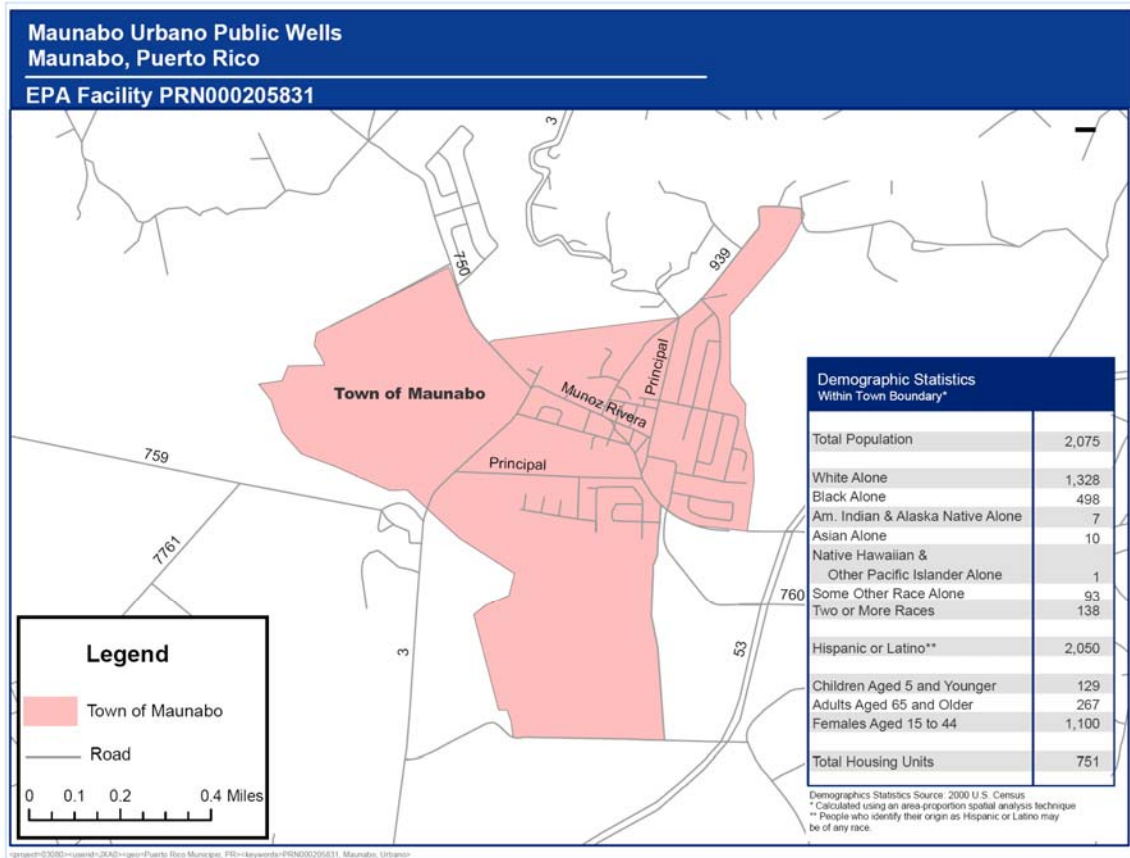 Maunabo Urbano Public Wells
Maunabo, Puerto Rico
EPA Facility PRN000205831
3
750
939
Town of Maunabo
Munoz Rivera
Principal
Principal
759
7761
3
760
53
Demographic Statistics
Within Town Boundary*
Total Population 2,075
White Alone 1,328
Black Alone 498
Am. Indian & Alaska Native Alone 7
Asian Alone 10
Native Hawaiian &
Other Pacific Islander Alone 1
Some Other Race Alone 93
Two or More Races 138
Hispanic or Latino** 2,050
Children Aged 5 and Younger 129
Adults Aged 65 and Older 267
Females Aged 15 to 44 1,100
Total Housing Units 751
Demographics Statistics Source: 2000 U.S. Census
* Calculated using an area-proportion spatial analysis technique
** People who identify their origin as Hispanic or Latino may
be of any race.
Legend
Town of Maunabo
Road
0 0.1 0.2 0.4 Miles